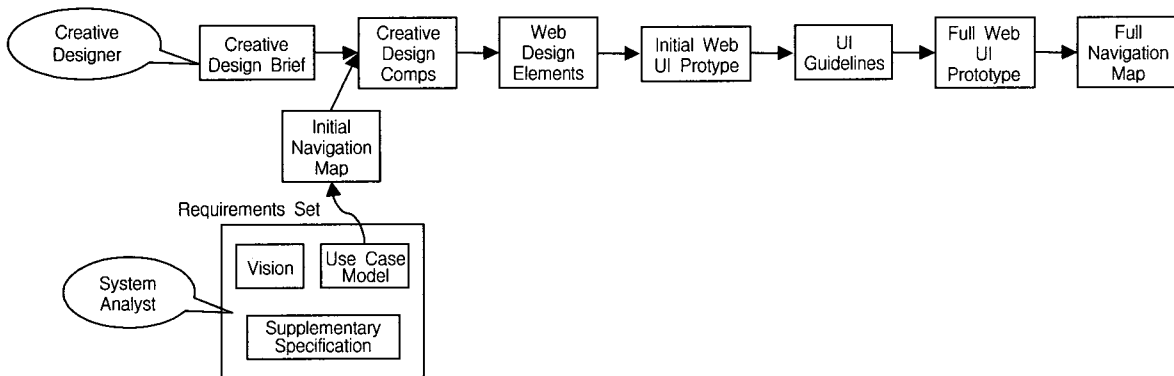 Creative
Designer
Creative
Design Brief
Creative
Design
Comps
Web
Design
Elements
Initial Web
UI Protype
UI
Guidelines
Full Web
UI
Prototype
Full
Navigation
Map
Initial
Navigation
Map
Requirements Set
Vision
Use Case
Model
System
Analyst
Supplementary
Specification